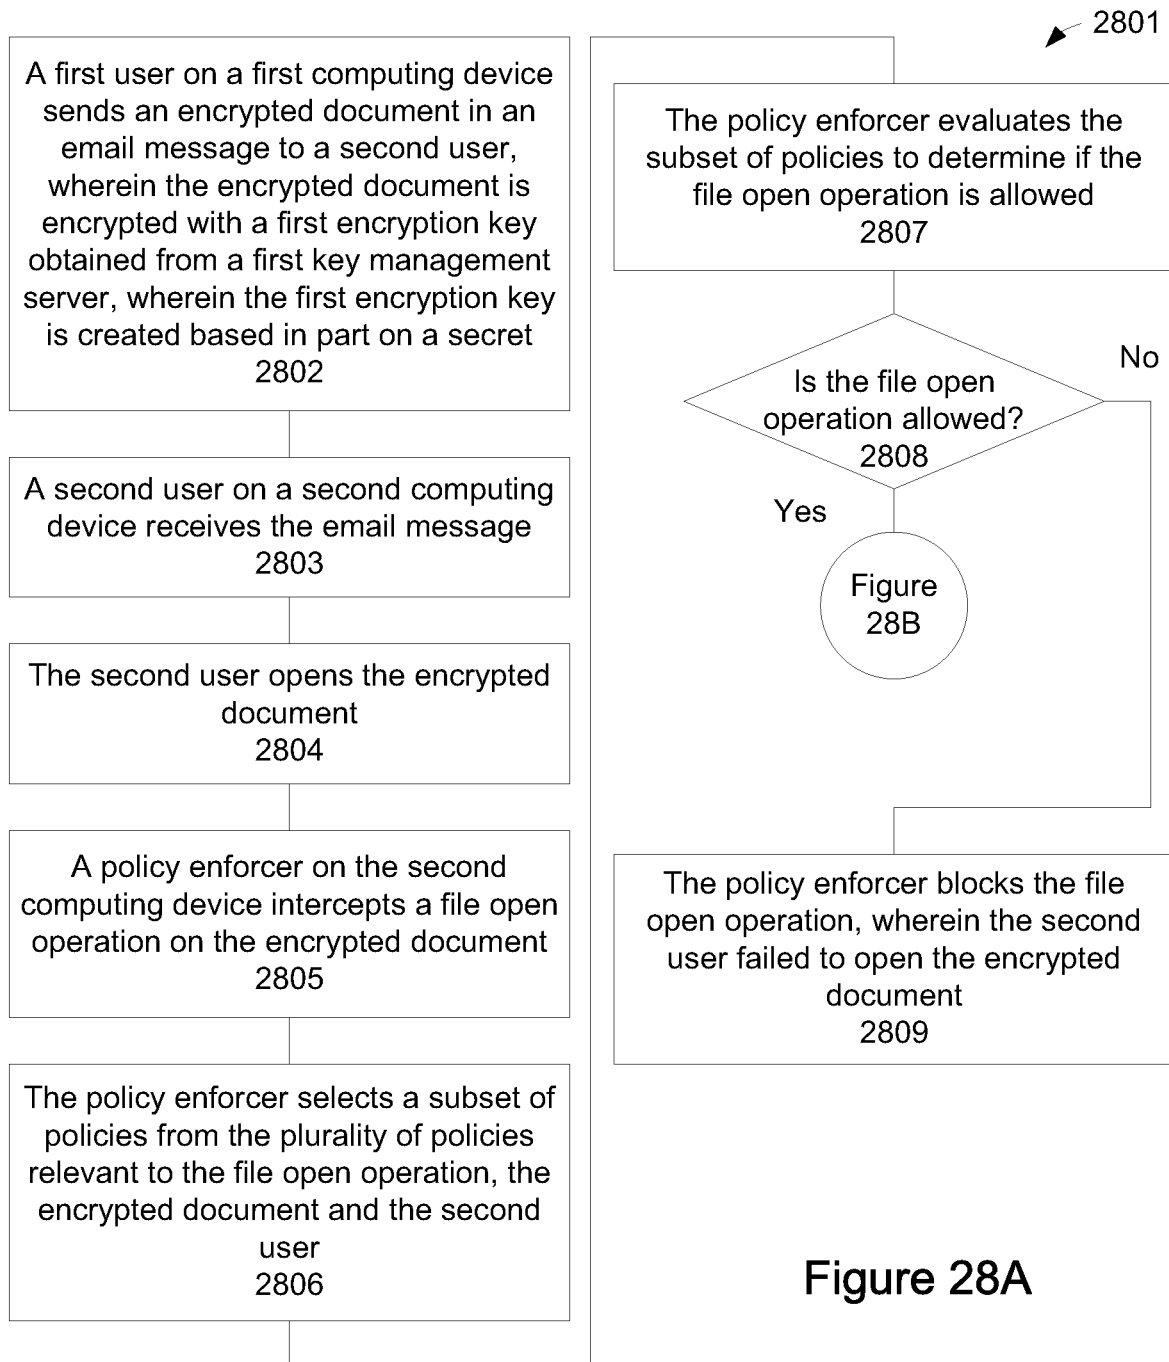 2801
A first user on a first computing device
sends an encrypted document in an
email message to a second user,
wherein the encrypted document is
encrypted with a first encryption key
obtained from a first key management
server, wherein the first encryption key
is created based in part on a secret
2802
A second user on a second computing
device receives the email message
2803
The second user opens the encrypted
document
2804
A policy enforcer on the second
computing device intercepts a file open
operation on the encrypted document
2805
The policy enforcer selects a subset of
policies from the plurality of policies
relevant to the file open operation, the
encrypted document and the second
user
2806
The policy enforcer evaluates the
subset of policies to determine if the
file open operation is allowed
2807
Is the file open
operation allowed?
2808
No
Yes
Figure
28B
The policy enforcer blocks the file
open operation, wherein the second
user failed to open the encrypted
document
2809
Figure 28A